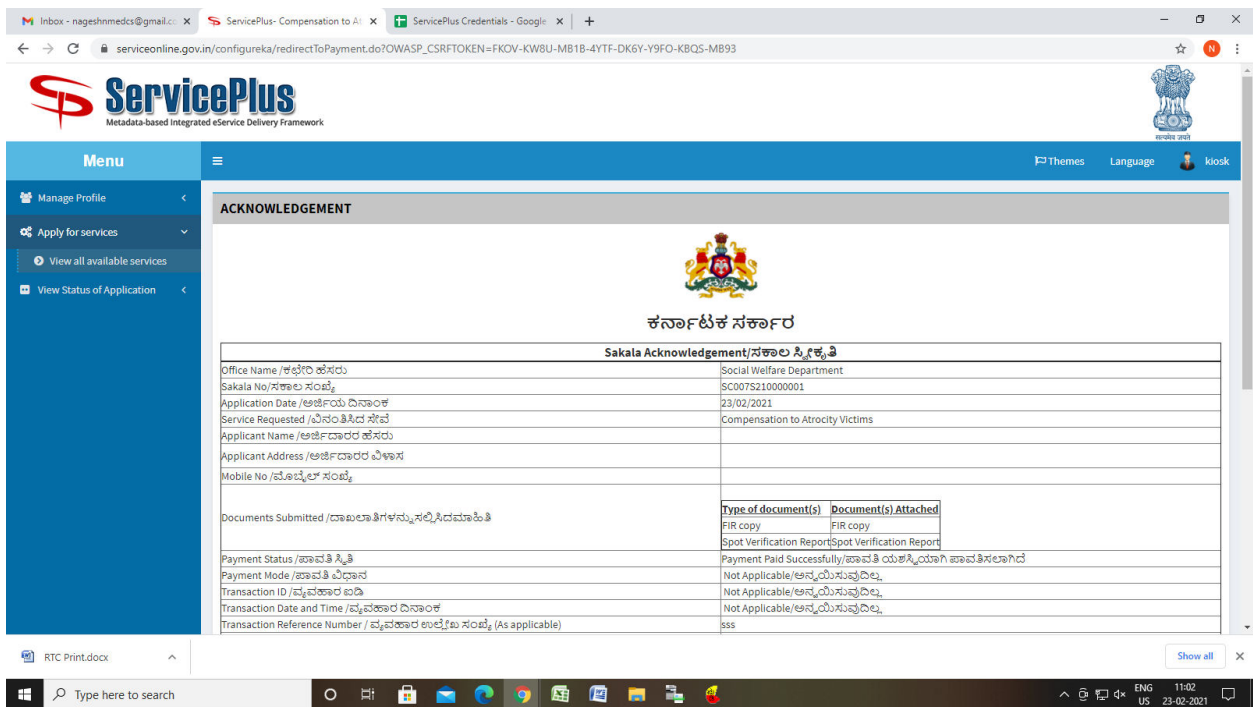 Inbox - nageshnmedcs@gmail.cc
ServicePlus- Compensation to At
ServicePlus Credentials - Google
serviceonline.gov.in/configureka/redirectToPayment.do?OWASP_CSRFTOKEN=FKOV-KW8U-MB1B-4YTF-DK6Y-Y9FO-KBQS-MB93
N
ServicePlus
Metadata-based Integrated eService Delivery Framework
सत्यमेव जयते
Menu
Themes Language kiosk
Manage Profile
Apply for services
View all available services
View Status of Application
ACKNOWLEDGEMENT
ಕರ್ನಾಟಕ ಸರ್ಕಾರ
Sakala Acknowledgement/ಸಕಾಲ ಸ್ವೀಕೃತಿ
Office Name /ಕಛೇರಿ ಹೆಸರು Social Welfare Department
Sakala No/ಸಕಾಲ ಸಂಖ್ಯೆ SC007S210000001
Application Date /ಅರ್ಜಿಯ ದಿನಾಂಕ 23/02/2021
Service Requested /ವಿನಂತಿಸಿದ ಸೇವೆ Compensation to Atrocity Victims
Applicant Name /ಅರ್ಜಿದಾರರ ಹೆಸರು
Applicant Address /ಅರ್ಜಿದಾರರ ವಿಳಾಸ
Mobile No /ಮೊಬೈಲ್ ಸಂಖ್ಯೆ
Documents Submitted /ದಾಖಲಾತಿಗಳನ್ನು ಸಲ್ಲಿಸಿದಮಾಹಿತಿ
Type of document(s) Document(s) Attached
FIR copy FIR copy
Spot Verification Report Spot Verification Report
Payment Status /ಪಾವತಿ ಸ್ಥಿತಿ Payment Paid Successfully/ಪಾವತಿ ಯಶಸ್ವಿಯಾಗಿ ಪಾವತಿಸಲಾಗಿದೆ
Payment Mode /ಪಾವತಿ ವಿಧಾನ Not Applicable/ಅನ್ವಯಿಸುವುದಿಲ್ಲ
Transaction ID /ವ್ಯವಹಾರ ಐಡಿ Not Applicable/ಅನ್ವಯಿಸುವುದಿಲ್ಲ
Transaction Date and Time /ವ್ಯವಹಾರ ದಿನಾಂಕ Not Applicable/ಅನ್ವಯಿಸುವುದಿಲ್ಲ
Transaction Reference Number / ವ್ಯವಹಾರ ಉಲ್ಲೇಖ ಸಂಖ್ಯೆ (As applicable) sss
RTC Print.docx
Show all
Type here to search
ENG 11:02
US 23-02-2021